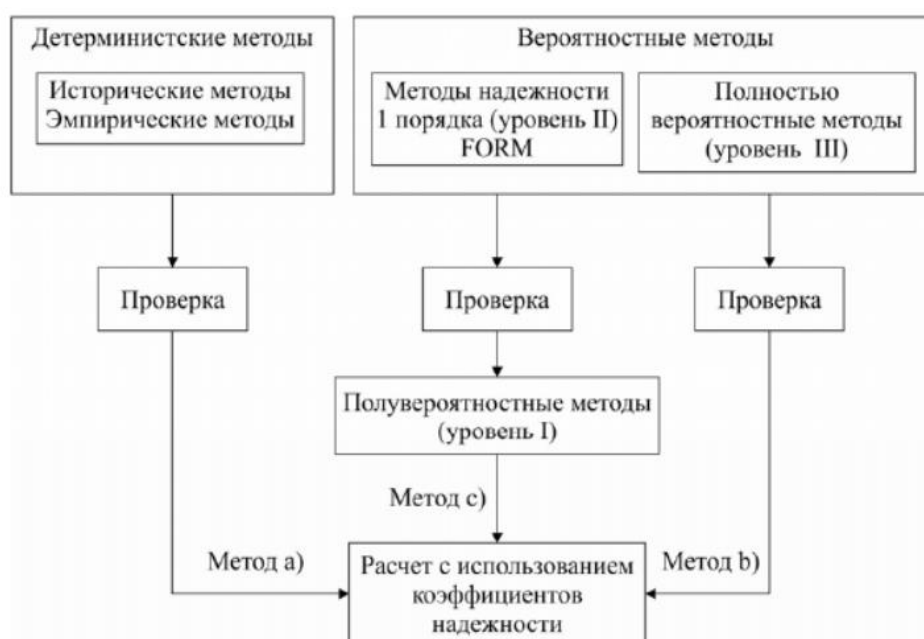 Детерминистские методы
Исторические методы
Эмпирические методы
Вероятностные методы
Методы надежности
1 порядка (уровень II)
FORM
Полностью
вероятностные методы
(уровень III)
Проверка
Проверка
Проверка
Полувероятностные методы
(уровень I)
Метод c)
Метод a)
Расчет с использованием
коэффициентов
надежности
Метод b)